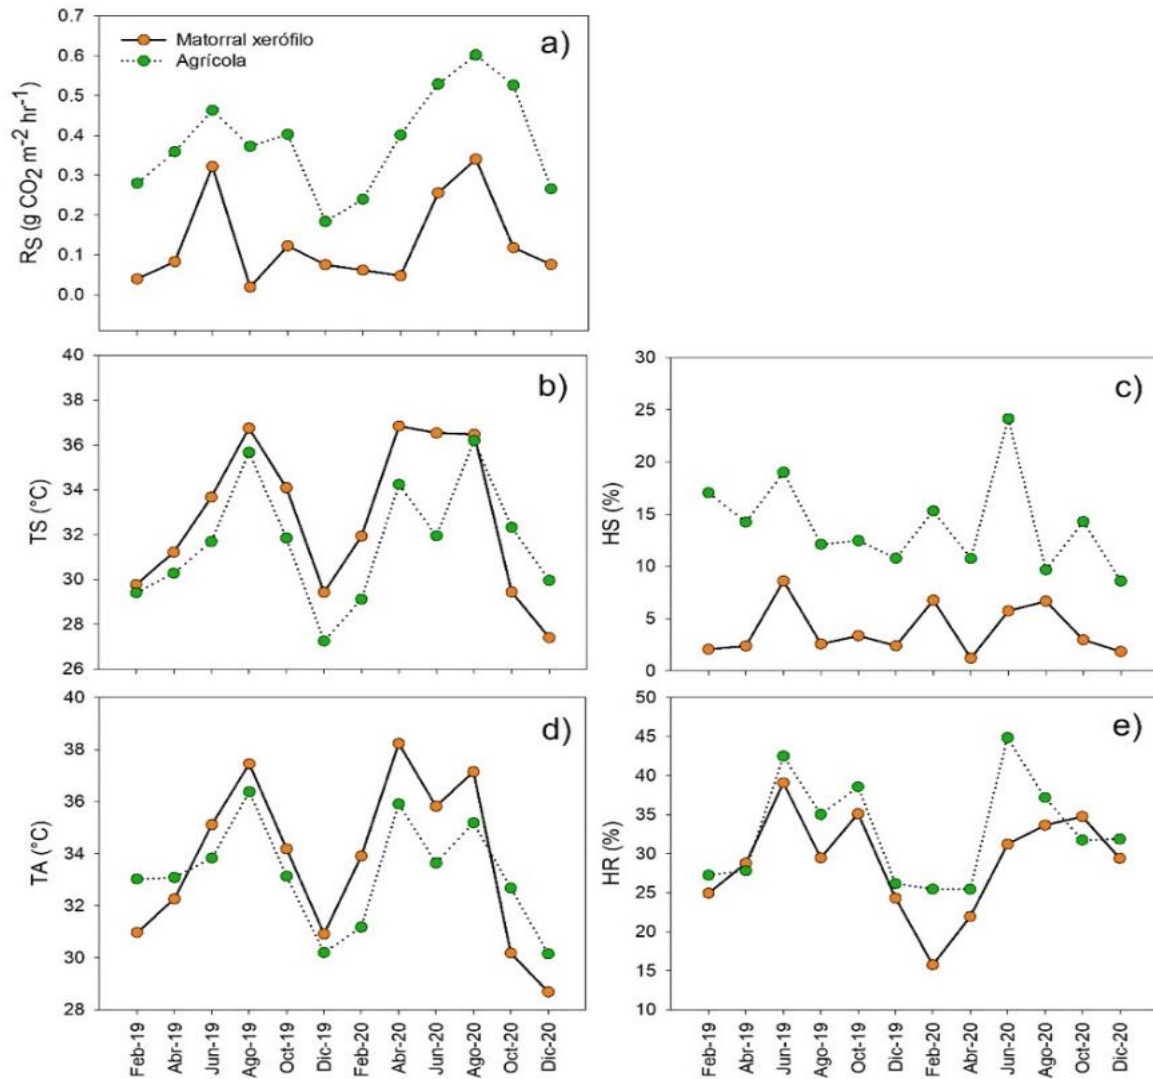 0.7
0.6
0.5
0.4
0.3
0.2
0.1
0.0
RS (g CO2 m-2 hr-1)
Matorral xerófilo
Agrícola
a)
40
38
36
34
32
30
28
26
TS (°C)
b)
30
25
20
15
10
5
0
HS (%)
c)
40
38
36
34
32
30
28
TA (°C)
d)
Feb-19
Abr-19
Jun-19
Ago-19
Oct-19
Dic-19
Feb-20
Abr-20
Jun-20
Ago-20
Oct-20
Dic-20
50
45
40
35
30
25
20
15
10
HR (%)
e)
Feb-19
Abr-19
Jun-19
Ago-19
Oct-19
Dic-19
Feb-20
Abr-20
Jun-20
Ago-20
Oct-20
Dic-20